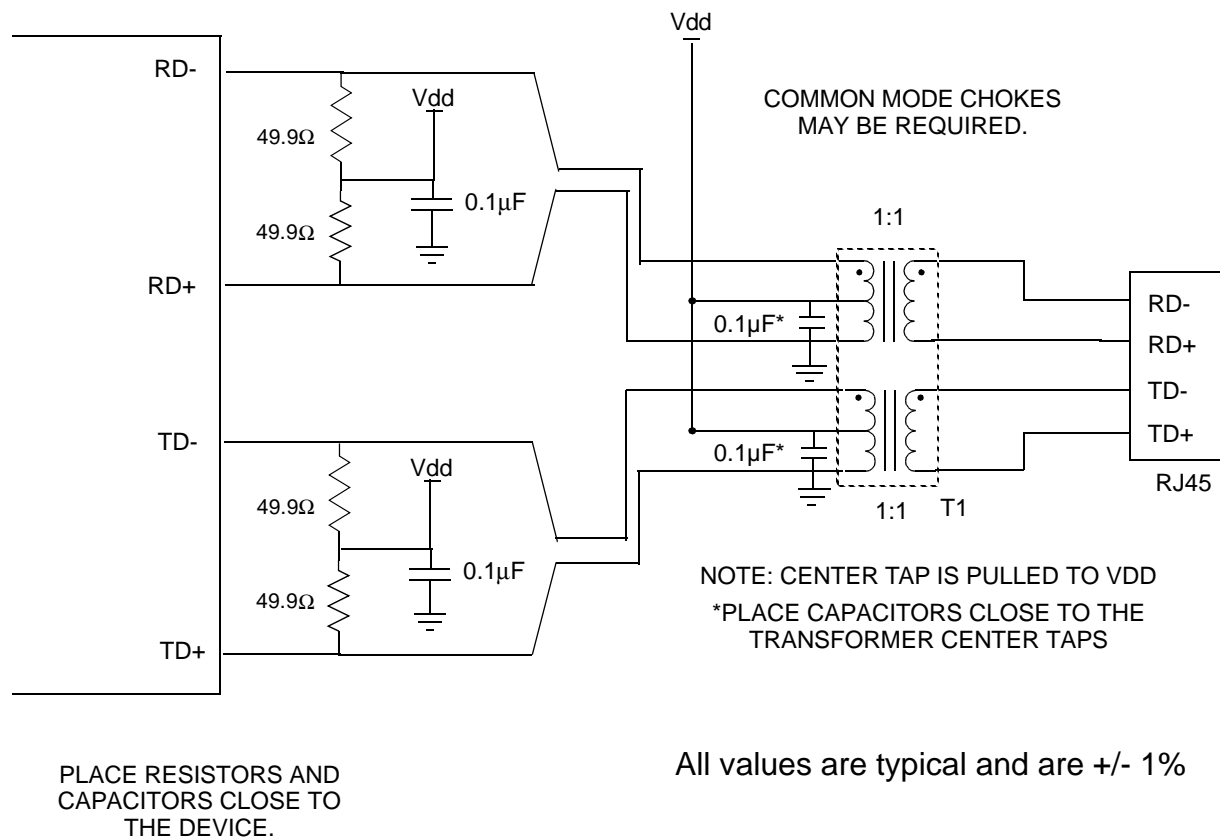 Vdd
RD-
Vdd
COMMON MODE CHOKES
MAY BE REQUIRED.
49.9Ω
0.1μF
49.9Ω
1:1
RD+
RD-
0.1µF*
RD+
TD-
TD-
TD+
0.1µF*
Vdd
RJ45
49.9Ω
1:1
T1
0.1μF
NOTE: CENTER TAP IS PULLED TO VDD
49.9Ω
*PLACE CAPACITORS CLOSE TO THE
TRANSFORMER CENTER TAPS
TD+
All values are typical and are +/- 1%
PLACE RESISTORS AND
CAPACITORS CLOSE TO
THE DEVICE.